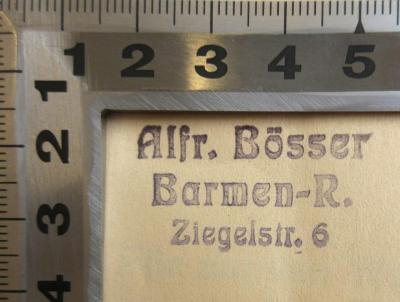 1 2 3 4 5
1
2
3
4
Alfr. Bösser
Barmen-R.
Ziegelstr. 6